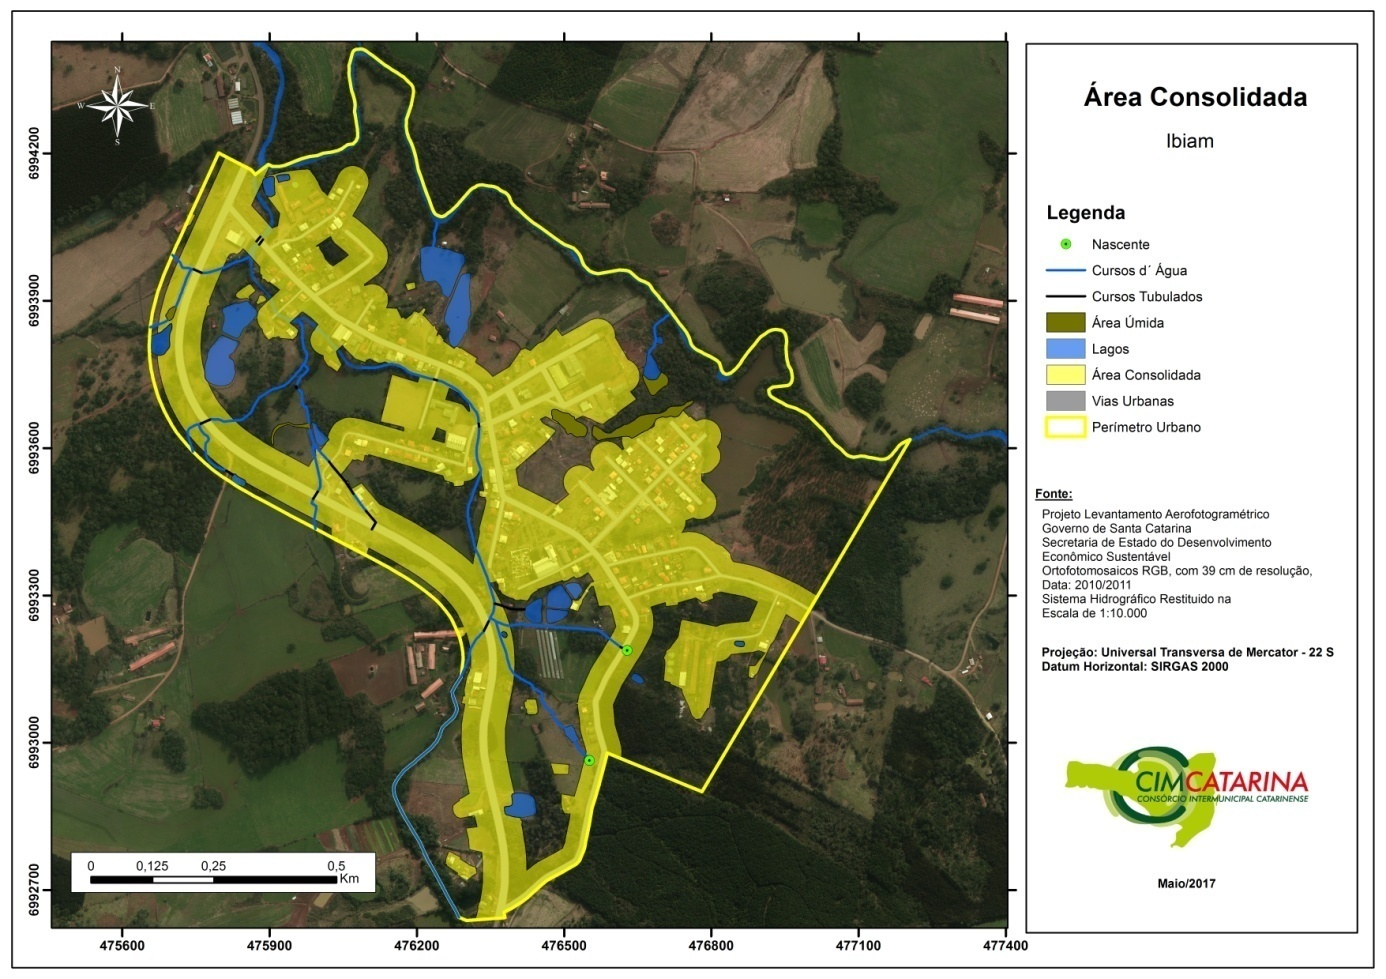 Área Consolidada
Ibiam
Legenda
Nascente
Cursos d´ Água
Cursos Tubulados
Área Úmida
Lagos
Área Consolidada
Vias Urbanas
Perímetro Urbano
Fonte:
Projeto Levantamento Aerofotogramétrico
Governo de Santa Catarina
Secretaria de Estado do Desenvolvimento
Econômico Sustentável
Ortofotomosaicos RGB, com 39 cm de resolução,
Data: 2010/2011
Sistema Hidrográfico Restituido na
Escala de 1:10.000
Projeção: Universal Transversa de Mercator - 22 S
Datum Horizontal: SIRGAS 2000
CIMCATARINA
CONSÓRCIO INTERMUNICIPAL CATARINENSE
Maio/2017
N
W E
S
6994200
6993900
6993600
6993300
6993000
6992700
0 0,125 0,25 0,5
Km
475600 475900 476200 476500 476800 477100 477400